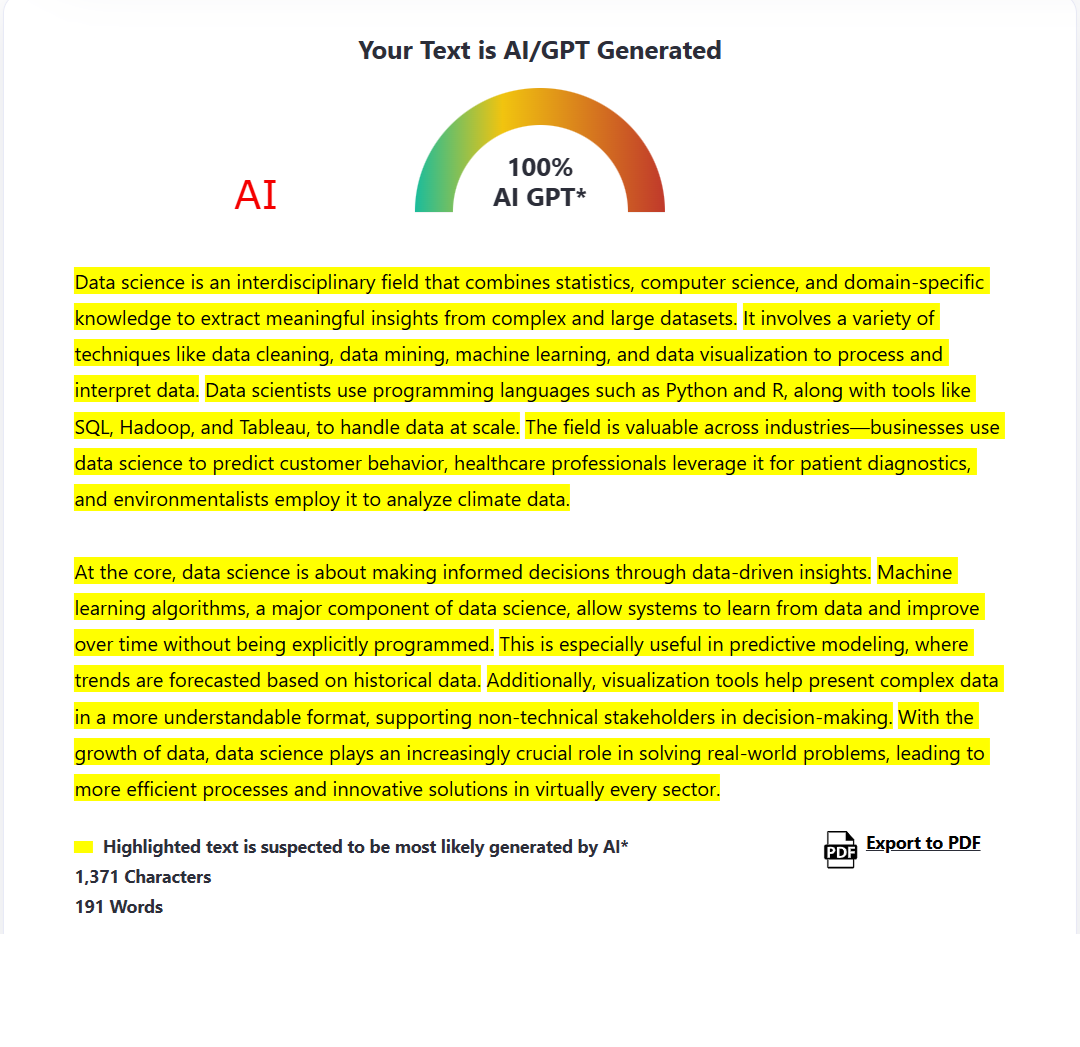 Your Text is AI/GPT Generated
100%
AI GPT*
AI
Data science is an interdisciplinary field that combines statistics, computer science, and domain-specific
knowledge to extract meaningful insights from complex and large datasets. It involves a variety of
techniques like data cleaning, data mining, machine learning, and data visualization to process and
interpret data. Data scientists use programming languages such as Python and R, along with tools like
SQL, Hadoop, and Tableau, to handle data at scale. The field is valuable across industries—businesses use
data science to predict customer behavior, healthcare professionals leverage it for patient diagnostics,
and environmentalists employ it to analyze climate data.
At the core, data science is about making informed decisions through data-driven insights. Machine
learning algorithms, a major component of data science, allow systems to learn from data and improve
over time without being explicitly programmed. This is especially useful in predictive modeling, where
trends are forecasted based on historical data. Additionally, visualization tools help present complex data
in a more understandable format, supporting non-technical stakeholders in decision-making. With the
growth of data, data science plays an increasingly crucial role in solving real-world problems, leading to
more efficient processes and innovative solutions in virtually every sector.
Highlighted text is suspected to be most likely generated by AI*
PDF Export to PDF
1,371 Characters
191 Words